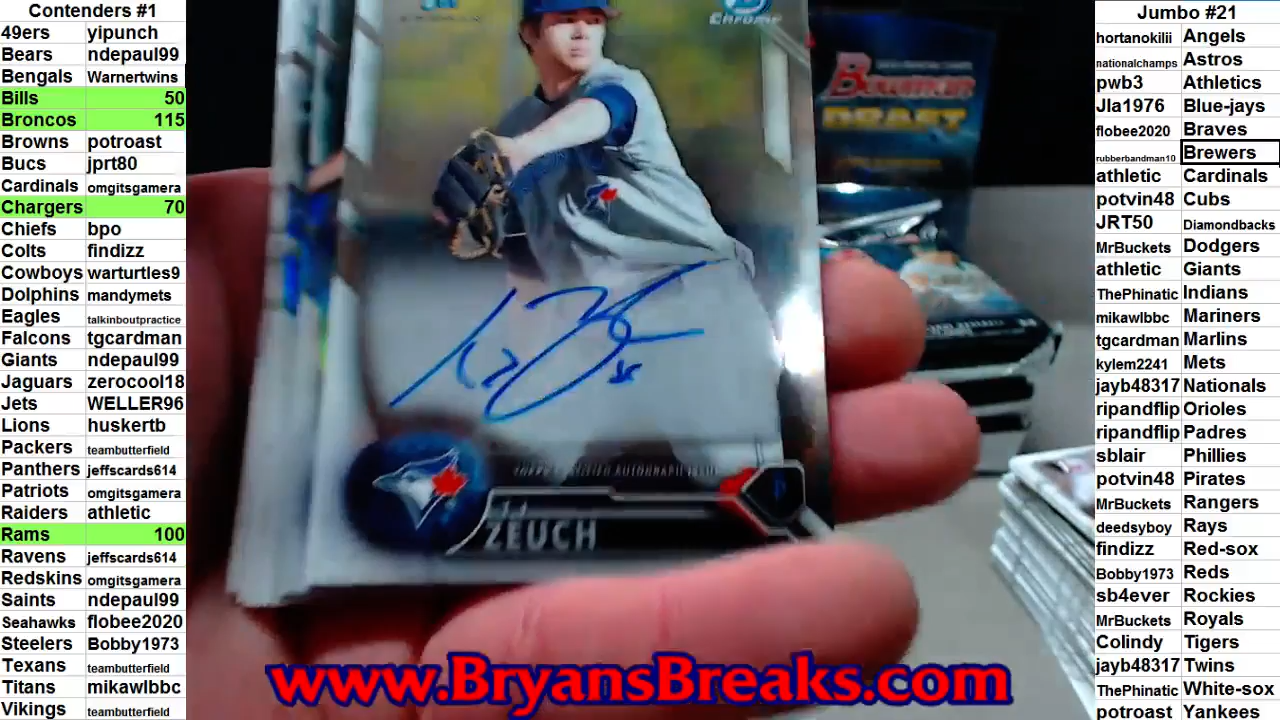 Contenders #1
49ers yipunch
Bears ndepaul99
Bengals Warnertwins
Bills 50
Broncos 115
Browns potroast
Bucs jprt80
Cardinals omgitsgamera
Chargers 70
Chiefs bpo
Colts findizz
Cowboys warturtles9
Dolphins mandymets
Eagles talkinboutpractice
Falcons tgcardman
Giants ndepaul99
Jaguars zerocool18
Jets WELLER96
Lions huskertb
Packers teambutterfield
Panthers jeffscards614
Patriots omgitsgamera
Raiders athletic
Rams 100
Ravens jeffscards614
Redskins omgitsgamera
Saints ndepaul99
Seahawks flobee2020
Steelers Bobby1973
Texans teambutterfield
Titans mikawlbbc
Vikings teambutterfield
Chrome
Bowman
DRAFT
TOPPS CERTIFIED AUTOGRAPH ISSUE
T.J.
ZEUCH
P
www.BryansBreaks.com
Jumbo #21
hortanokilii Angels
nationalchamps Astros
pwb3 Athletics
Jla1976 Blue-jays
flobee2020 Braves
rubberbandman10 Brewers
athletic Cardinals
potvin48 Cubs
JRT50 Diamondbacks
MrBuckets Dodgers
athletic Giants
ThePhinatic Indians
mikawlbbc Mariners
tgcardman Marlins
kylem2241 Mets
jayb48317 Nationals
ripandflip Orioles
ripandflip Padres
sblair Phillies
potvin48 Pirates
MrBuckets Rangers
deedsyboy Rays
findizz Red-sox
Bobby1973 Reds
sb4ever Rockies
MrBuckets Royals
Colindy Tigers
jayb48317 Twins
ThePhinatic White-sox
potroast Yankees